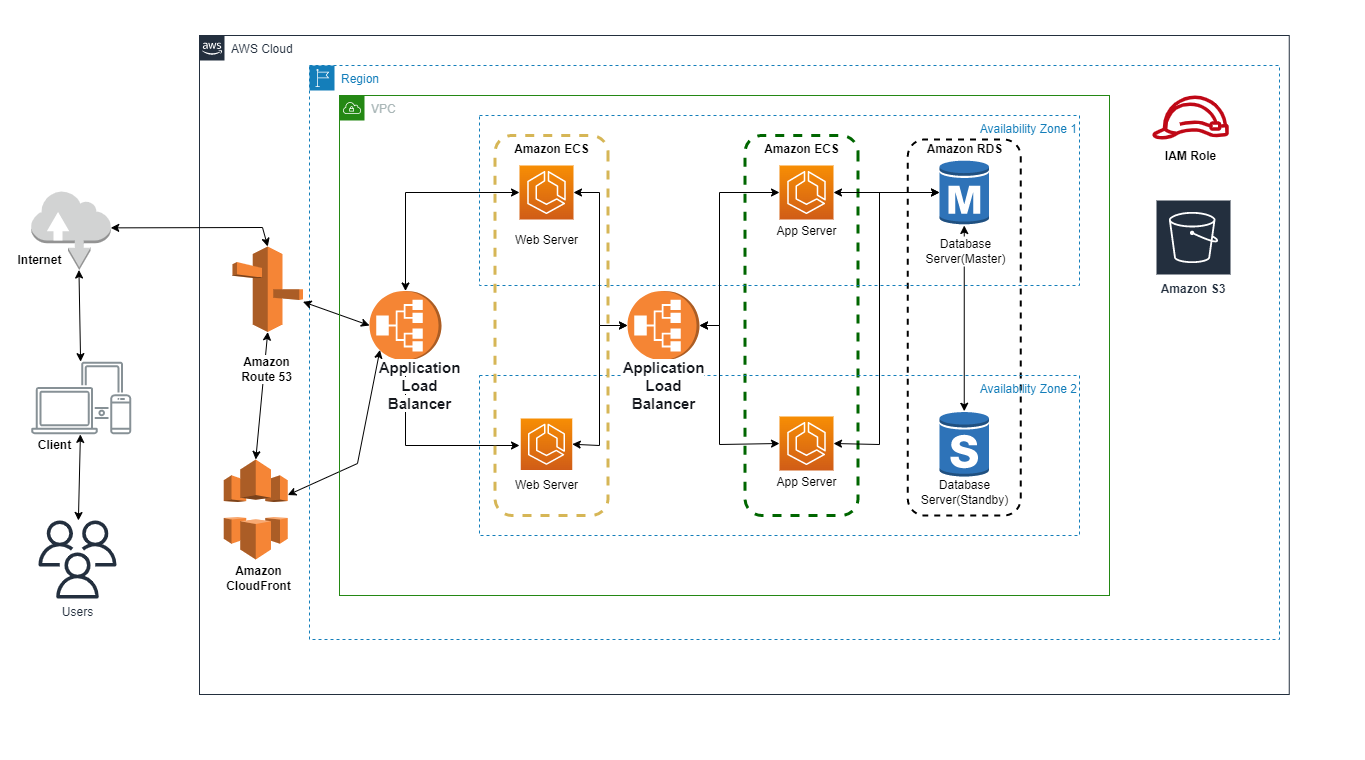 aws
AWS Cloud
Region
VPC
Availability Zone 1
Amazon ECS
Amazon ECS
Amazon RDS
M
IAM Role
Web Server
App Server
Database
Server(Master)
Internet
Amazon S3
Amazon
Route 53
Application
Load
Balancer
Application
Load
Balancer
Availability Zone 2
S
Client
Web Server
App Server
Database
Server(Standby)
Amazon
CloudFront
Users